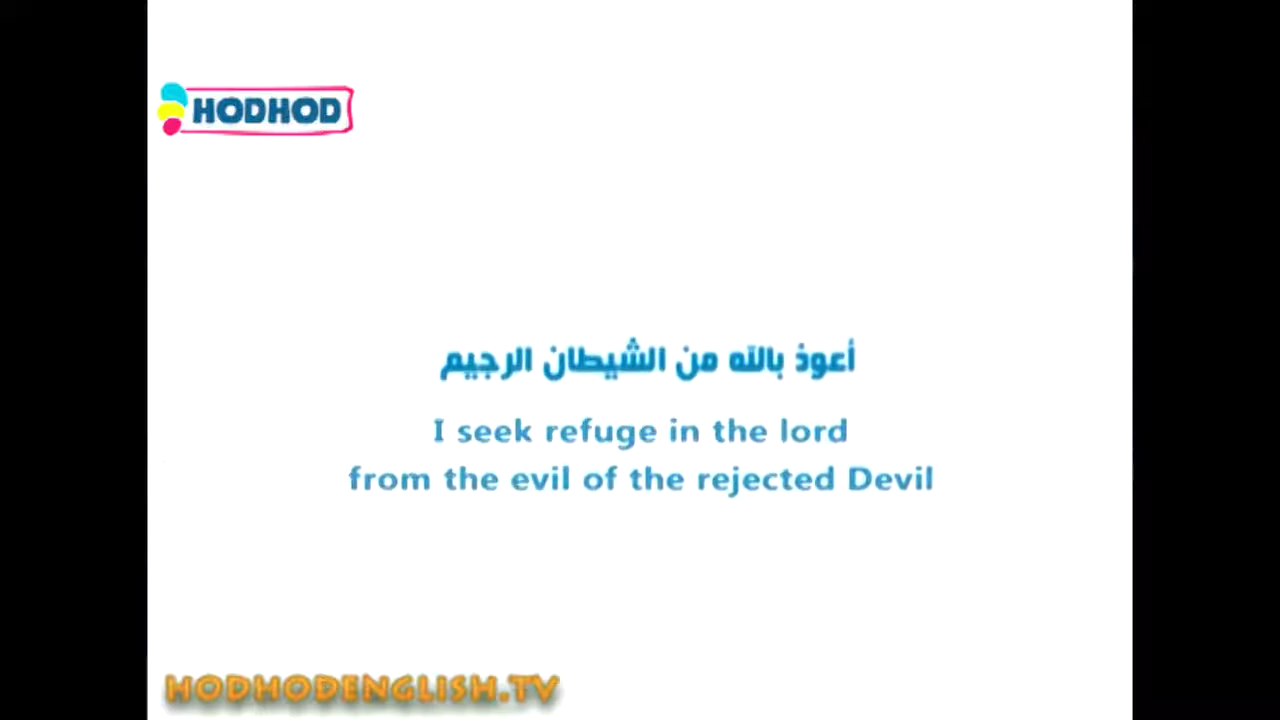 HODHOD
أعوذ بالله من الشيطان الرجيم
I seek refuge in the lord
from the evil of the rejected Devil
HODHODENGLISH.TV